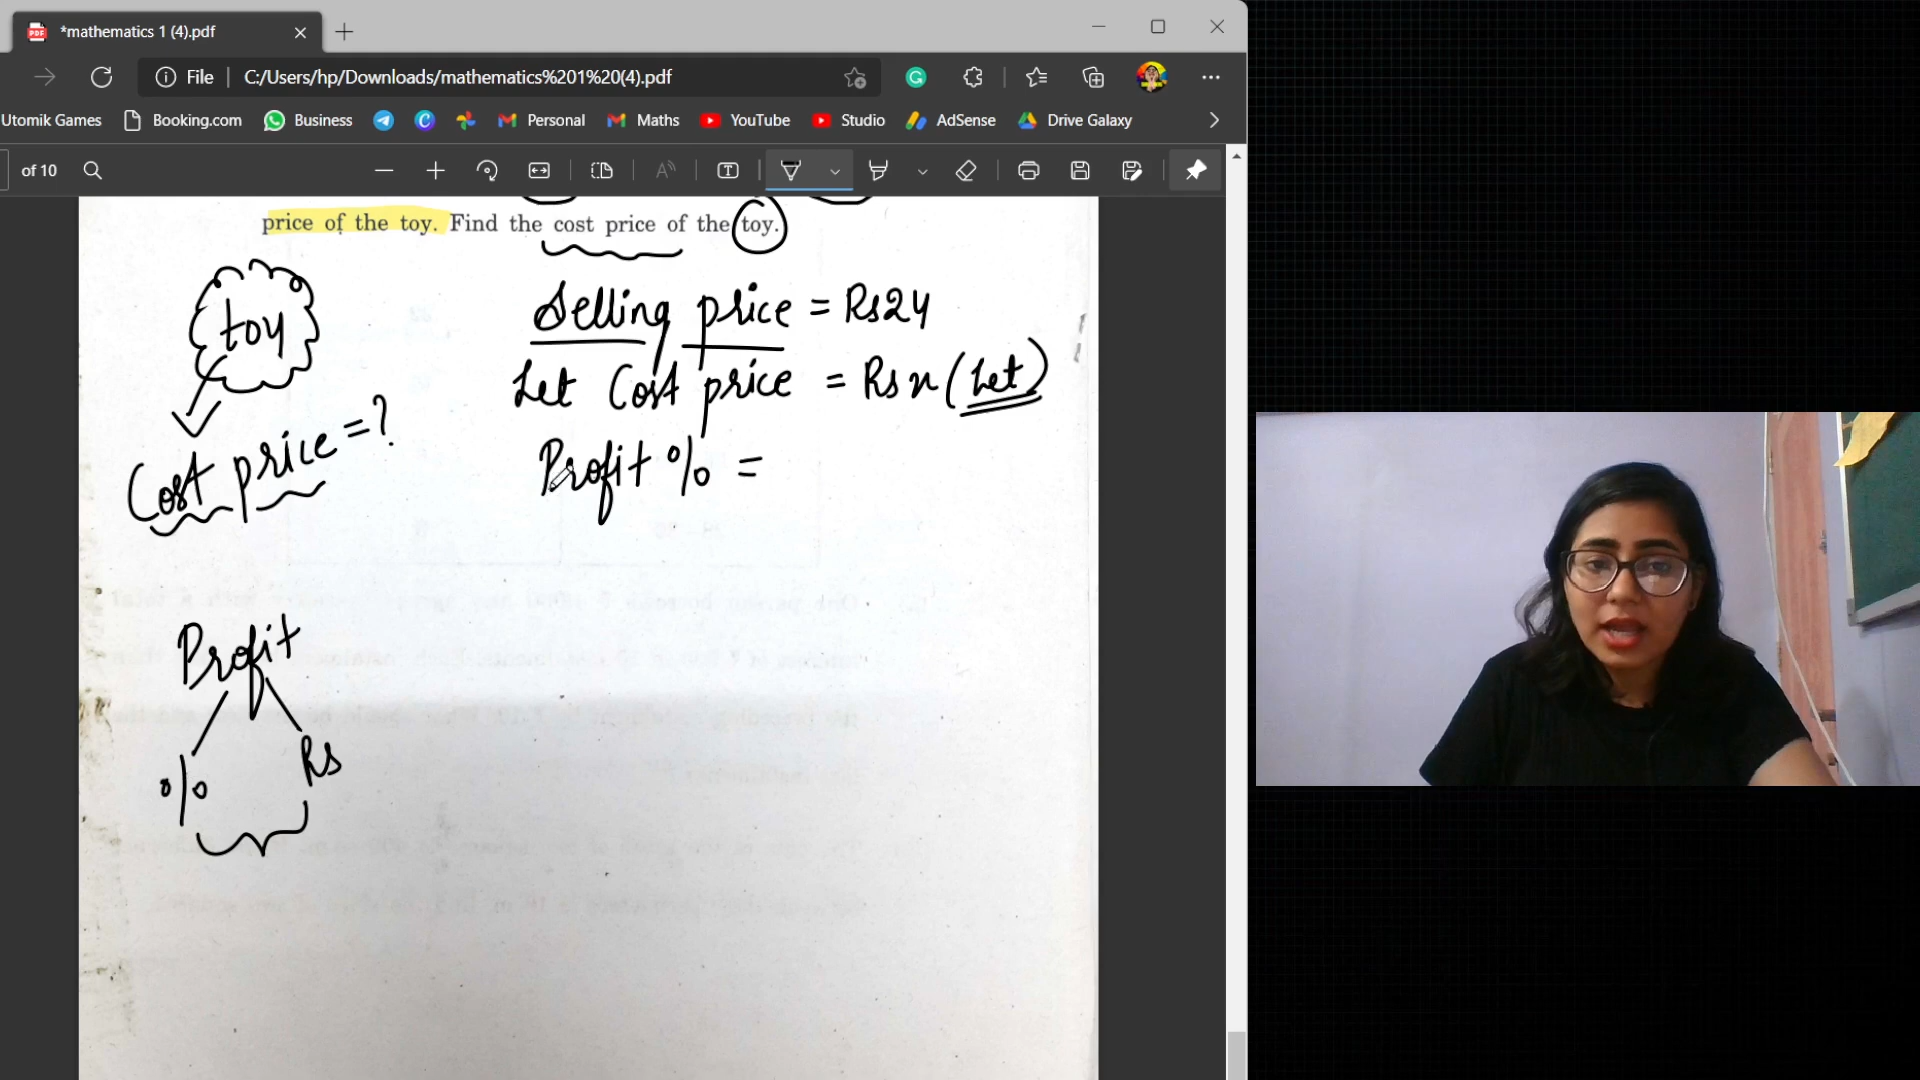 *mathematics 1 (4).pdf
File C:/Users/hp/Downloads/mathematics%201%20(4).pdf
Utomik Games Booking.com Business Personal Maths YouTube Studio AdSense Drive Galaxy
of 10
price of the toy. Find the cost price of the toy.
toy
Selling price = Rs 24
Let Cost price = Rs x (Let)
Cost price = ?
Profit % =
Profit
% Rs